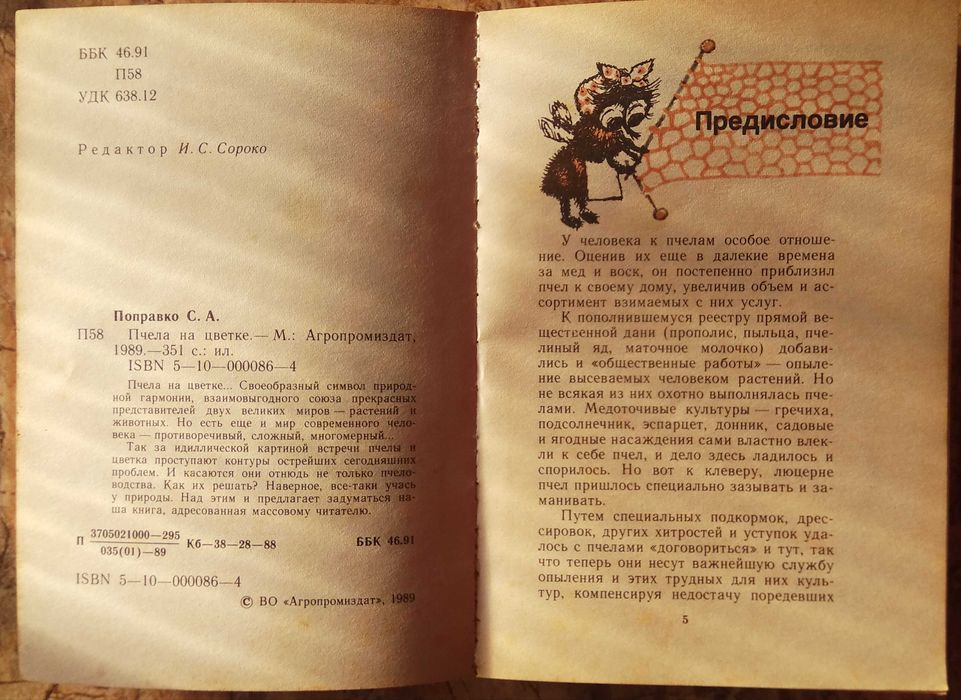 ББК 46.91
П58
УДК 638.12
Редактор И. С. Сороко
Поправко С. А.
П58 Пчела на цветке.— М.: Агропромиздат,
1989.—351 с.: ил.
ISBN 5—10—000086—4
Пчела на цветке... Своеобразный символ природ-
ной гармонии, взаимовыгодного союза прекрасных
представителей двух великих миров — растений и
животных. Но есть еще и мир современного чело-
века — противоречивый, сложный, многомерный...
Так за идиллической картиной встречи пчелы и
цветка проступают контуры острейших сегодняшних
проблем. И касаются они отнюдь не только пчело-
водства. Как их решать? Наверное, все-таки учась
у природы. Над этим и предлагает задуматься на-
ша книга, адресованная массовому читателю.
П 3705021000—295
035(01)—89 Кб—38—28—88 ББК 46.91
ISBN 5—10—000086—4
© ВО «Агропромиздат», 1989
Предисловие
У человека к пчелам особое отноше-
ние. Оценив их еще в далекие времена
за мед и воск, он постепенно приблизил
пчел к своему дому, увеличив объем и ас-
сортимент взимаемых с них услуг.
К пополнившемуся реестру прямой ве-
щественной дани (прополис, пыльца, пче-
линый яд, маточное молочко) добави-
лись и «общественные работы» — опыле-
ние высеваемых человеком растений. Но
не всякая из них охотно выполнялась пче-
лами. Медоточивые культуры — гречиха,
подсолнечник, эспарцет, донник, садовые
и ягодные насаждения сами властно влек-
ли к себе пчел, и дело здесь ладилось и
спорилось. Но вот к клеверу, люцерне
пчел пришлось специально зазывать и за-
манивать.
Путем специальных подкормок, дрес-
сировок, других хитростей и уступок уда-
лось с пчелами «договориться» и тут, так
что теперь они несут важнейшую службу
опыления и этих трудных для них куль-
тур, компенсируя недостачу поредевших
5